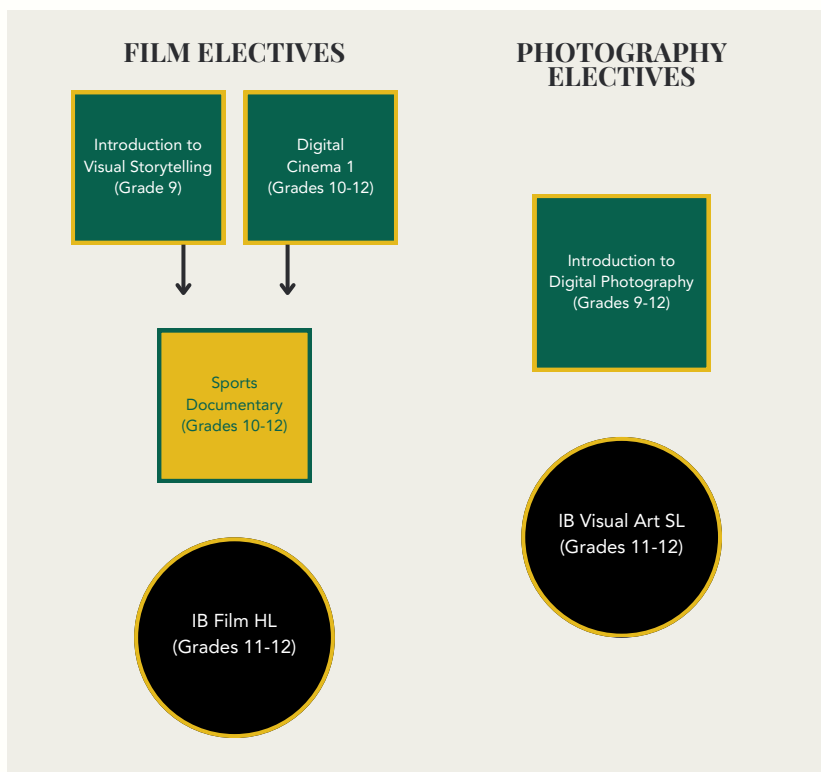 FILM ELECTIVES
Introduction to
Visual Storytelling
(Grade 9)
Digital
Cinema 1
(Grades 10-12)
Sports
Documentary
(Grades 10-12)
IB Film HL
(Grades 11-12)
PHOTOGRAPHY
ELECTIVES
Introduction to
Digital Photography
(Grades 9-12)
IB Visual Art SL
(Grades 11-12)